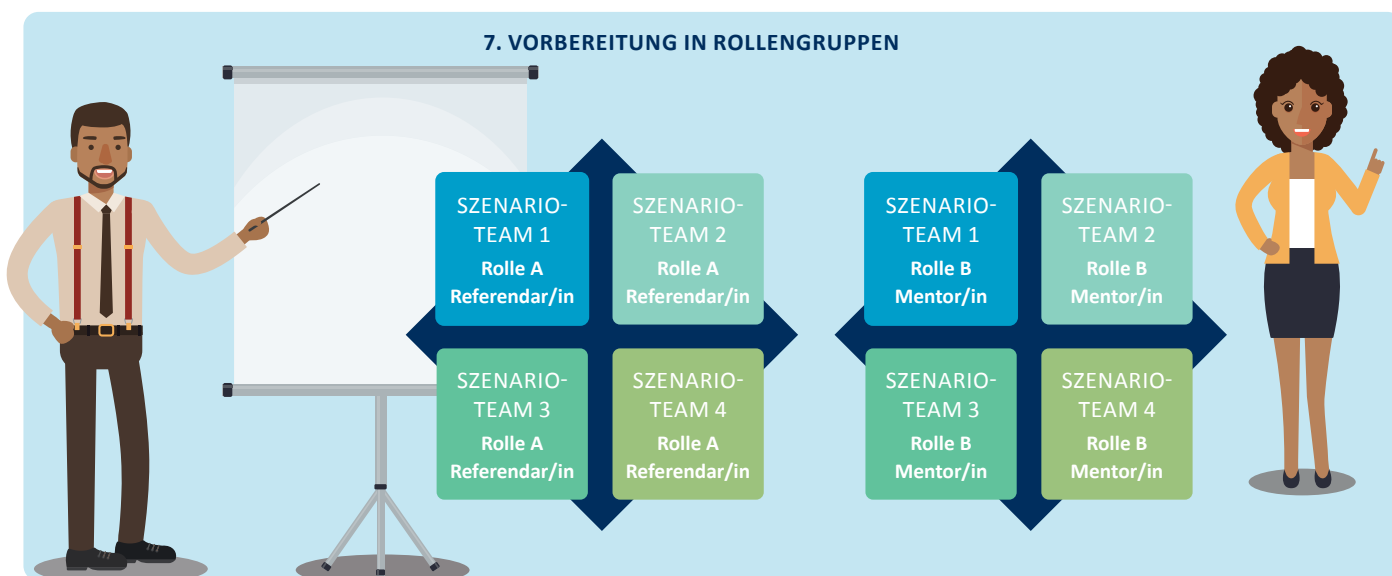 7. VORBEREITUNG IN ROLLENGRUPPEN
SZENARIO-
TEAM 1
Rolle A
Referendar/in
SZENARIO-
TEAM 2
Rolle A
Referendar/in
SZENARIO-
TEAM 3
Rolle A
Referendar/in
SZENARIO-
TEAM 4
Rolle A
Referendar/in
SZENARIO-
TEAM 1
Rolle B
Mentor/in
SZENARIO-
TEAM 2
Rolle B
Mentor/in
SZENARIO-
TEAM 3
Rolle B
Mentor/in
SZENARIO-
TEAM 4
Rolle B
Mentor/in